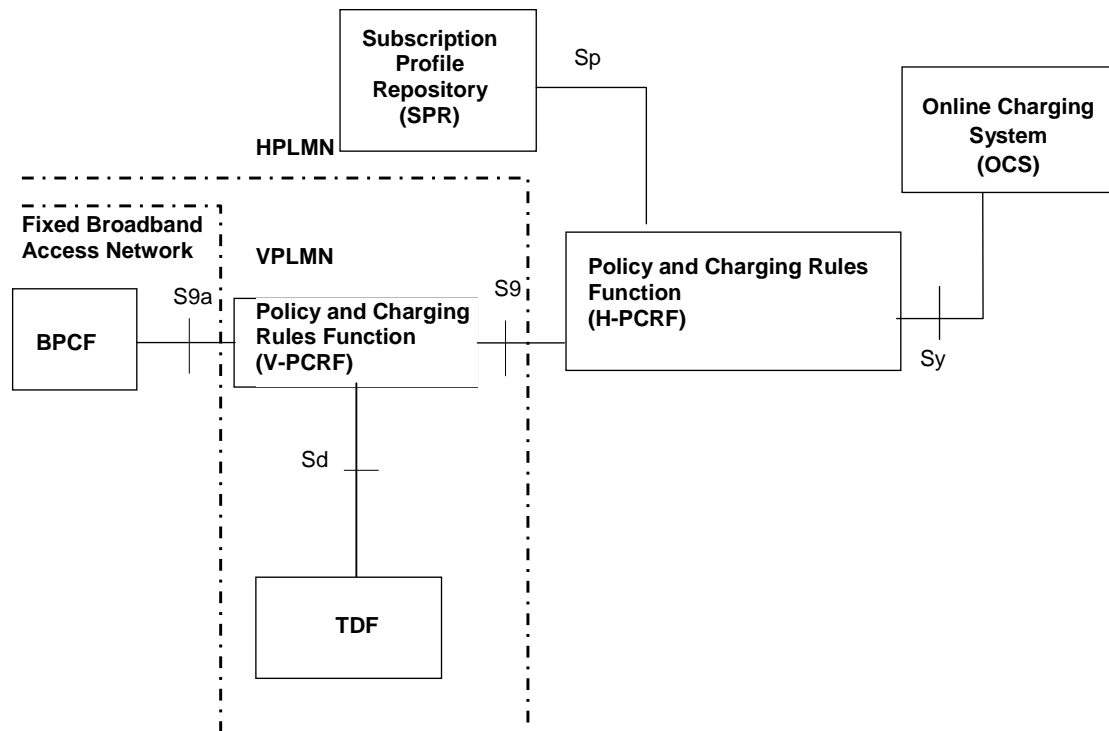 Subscription
Profile
Repository
(SPR)
Sp
Online Charging
System
(OCS)
HPLMN
Fixed Broadband
Access Network
VPLMN
S9a
S9
Policy and Charging Rules
Function
(H-PCRF)
BPCF
Policy and Charging
Rules Function
(V-PCRF)
Sy
Sd
TDF